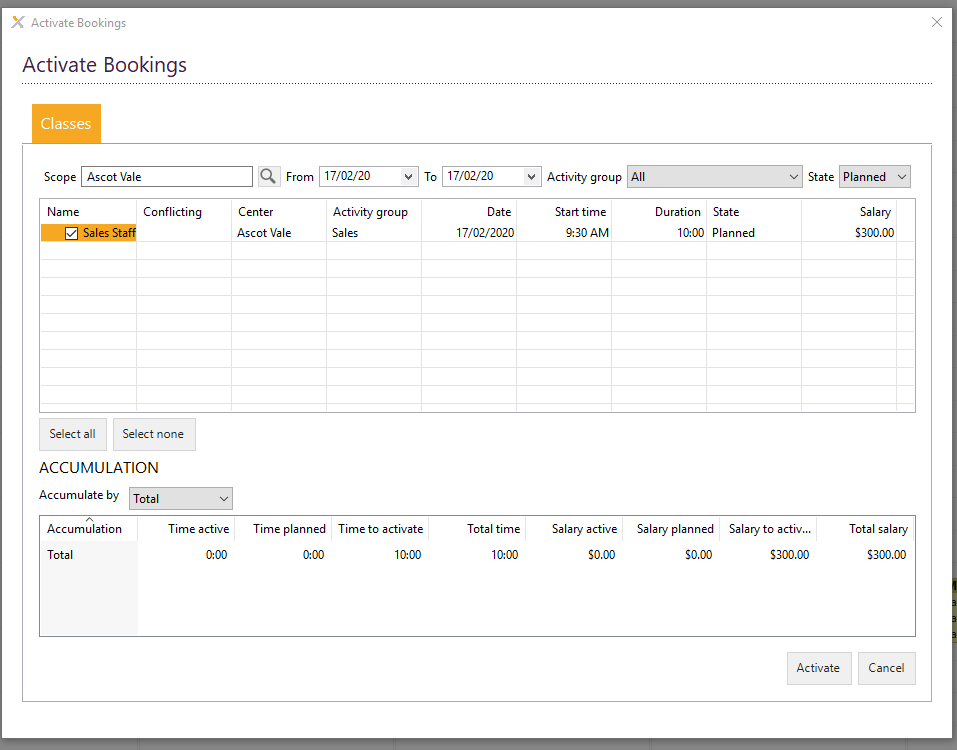 Activate Bookings
Activate Bookings
Classes
Scope Ascot Vale From 17/02/20 To 17/02/20 Activity group All State Planned
Name Conflicting Center Activity group Date Start time Duration State Salary
Sales Staff Ascot Vale Sales 17/02/2020 9:30 AM 10:00 Planned $300.00
Select all Select none
ACCUMULATION
Accumulate by Total
Accumulation Time active Time planned Time to activate Total time Salary active Salary planned Salary to activ... Total salary
Total 0:00 0:00 10:00 10:00 $0.00 $0.00 $300.00 $300.00
Activate Cancel